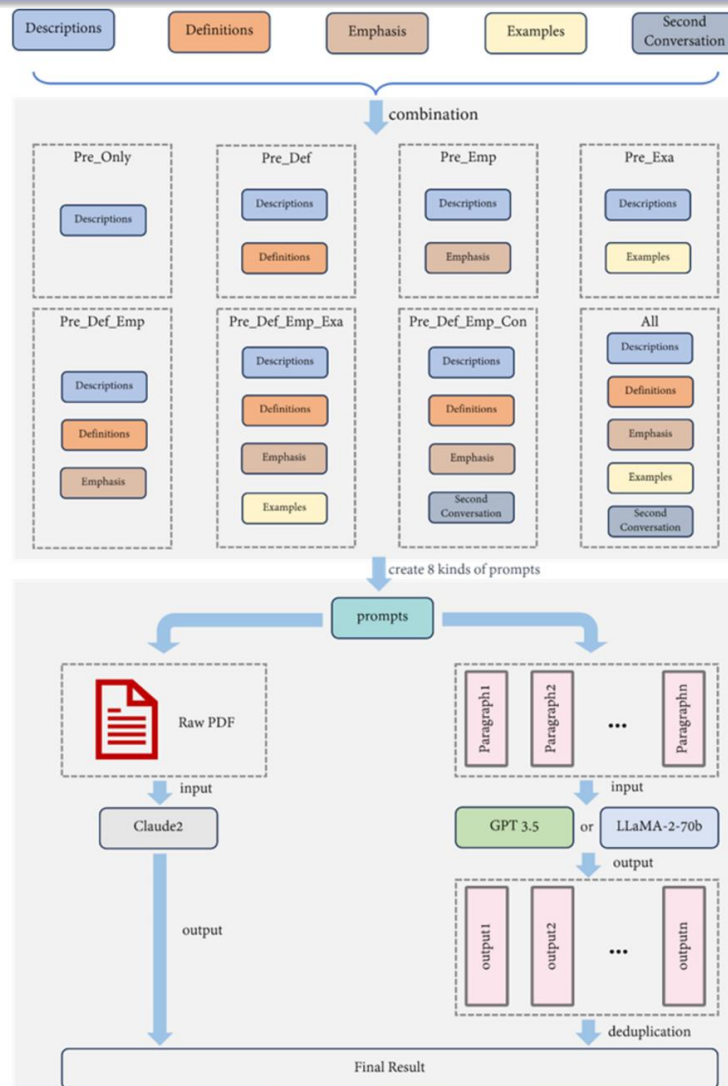 Descriptions
Definitions
Emphasis
Examples
Second
Conversation
combination
Pre_Only
Descriptions
Pre_Def
Descriptions
Definitions
Pre_Emp
Descriptions
Emphasis
Pre_Exa
Descriptions
Examples
Pre_Def_Emp
Descriptions
Definitions
Emphasis
Pre_Def_Emp_Exa
Descriptions
Definitions
Emphasis
Examples
Pre_Def_Emp_Con
Descriptions
Definitions
Emphasis
Second
Conversation
All
Descriptions
Definitions
Emphasis
Examples
Second
Conversation
create 8 kinds of prompts
prompts
Raw PDF
input
Claude2
output
Paragraph1
Paragraph2
...
Paragraphn
input
GPT 3.5
or
LLaMA-2-70b
output
output1
output2
...
outputn
deduplication
Final Result